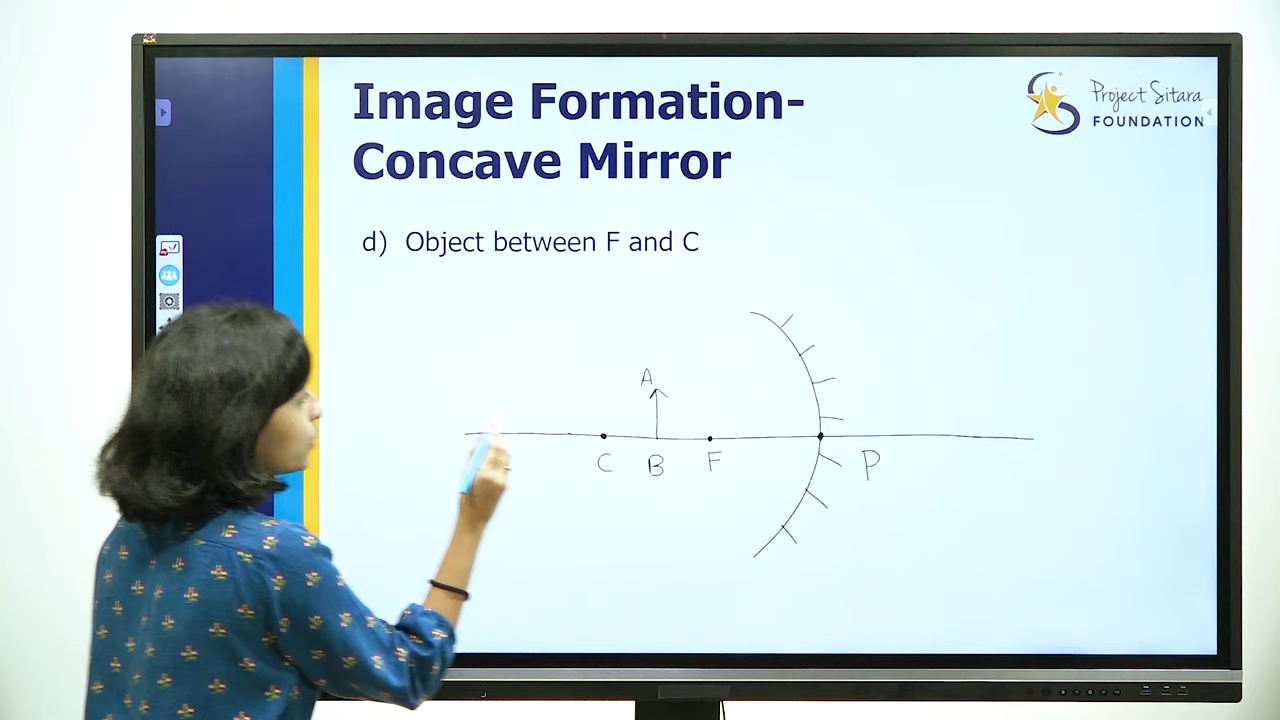 Image Formation-
Concave Mirror
Project Sitara
FOUNDATION
d) Object between F and C
A
C B F P